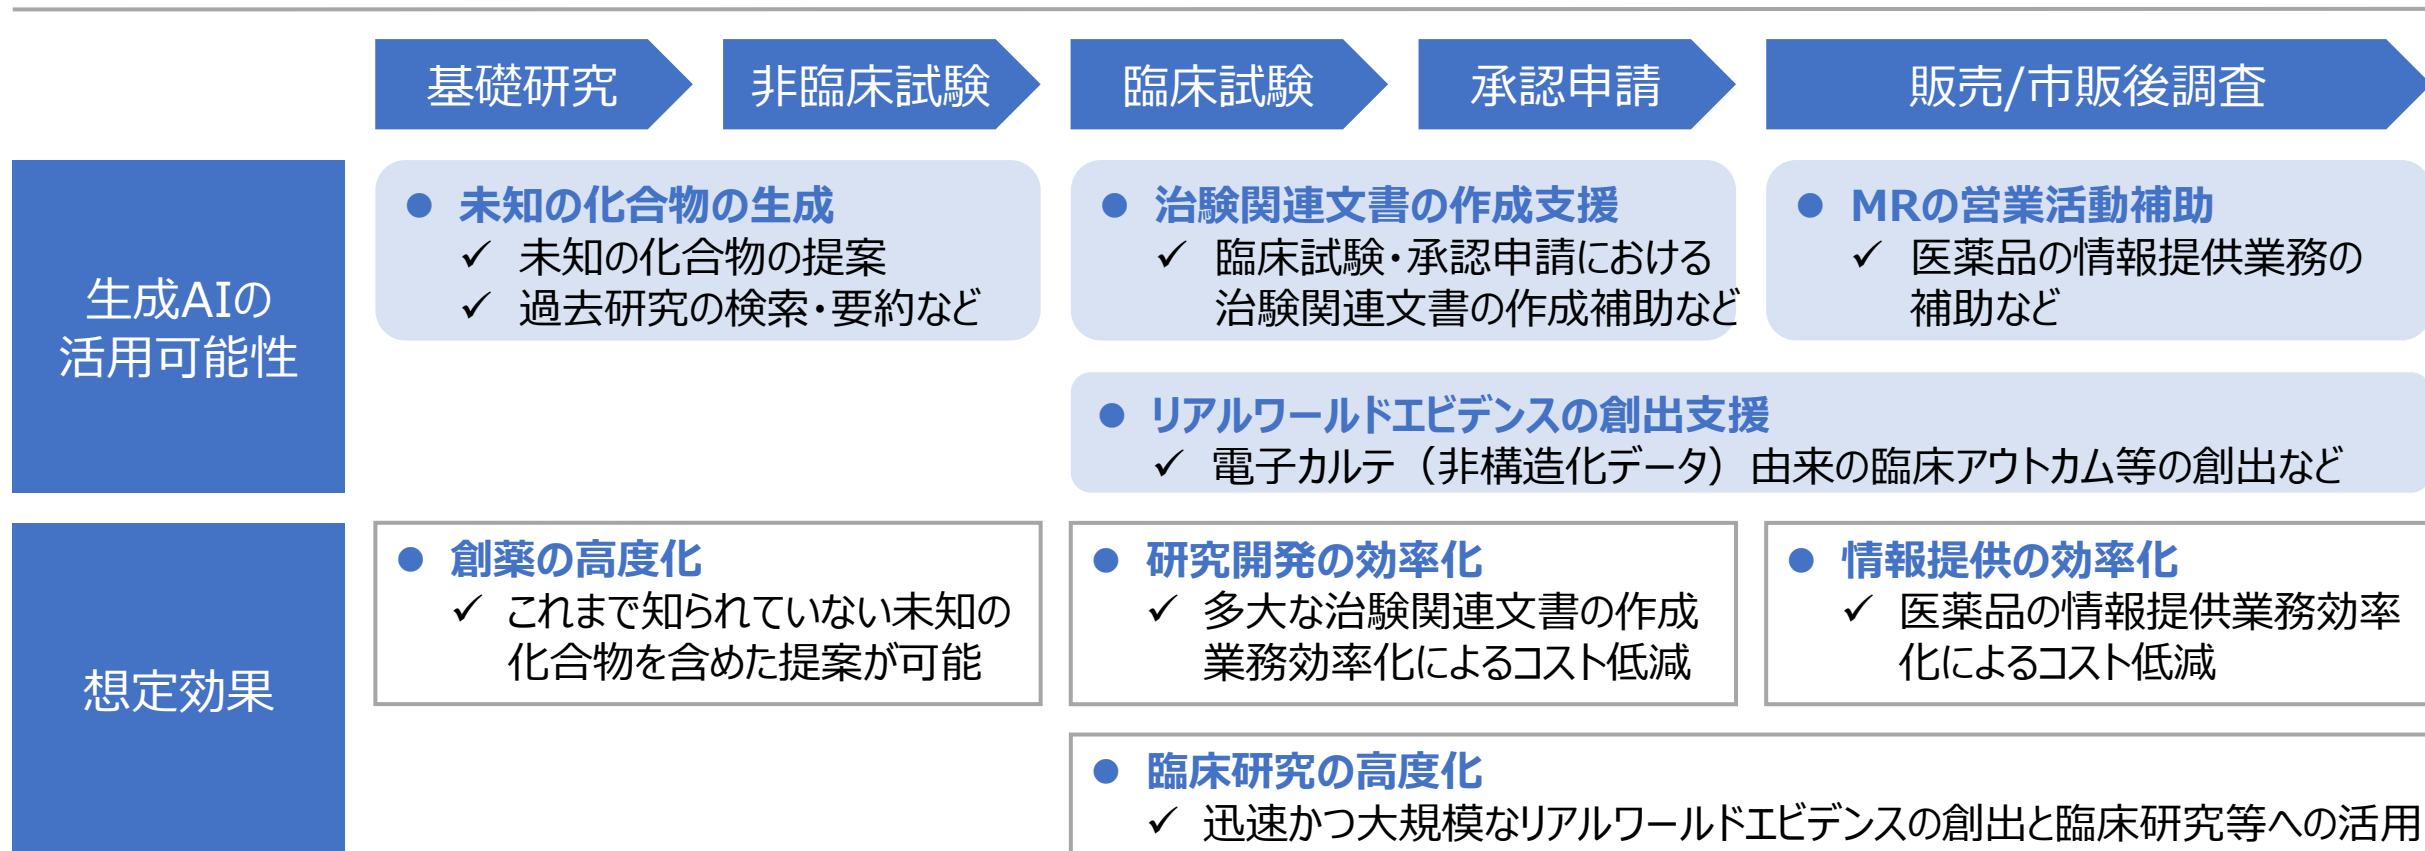 基礎研究
非臨床試験
臨床試験
承認申請
販売/市販後調査
生成AIの
活用可能性
● 未知の化合物の生成
✓ 未知の化合物の提案
✓ 過去研究の検索・要約など
● 治験関連文書の作成支援
✓ 臨床試験・承認申請における
治験関連文書の作成補助など
● MRの営業活動補助
✓ 医薬品の情報提供業務の
補助など
● リアルワールドエビデンスの創出支援
✓ 電子カルテ（非構造化データ）由来の臨床アウトカム等の創出など
想定効果
● 創薬の高度化
✓ これまで知られていない未知の
化合物を含めた提案が可能
● 研究開発の効率化
✓ 多大な治験関連文書の作成
業務効率化によるコスト低減
● 情報提供の効率化
✓ 医薬品の情報提供業務効率
化によるコスト低減
● 臨床研究の高度化
✓ 迅速かつ大規模なリアルワールドエビデンスの創出と臨床研究等への活用